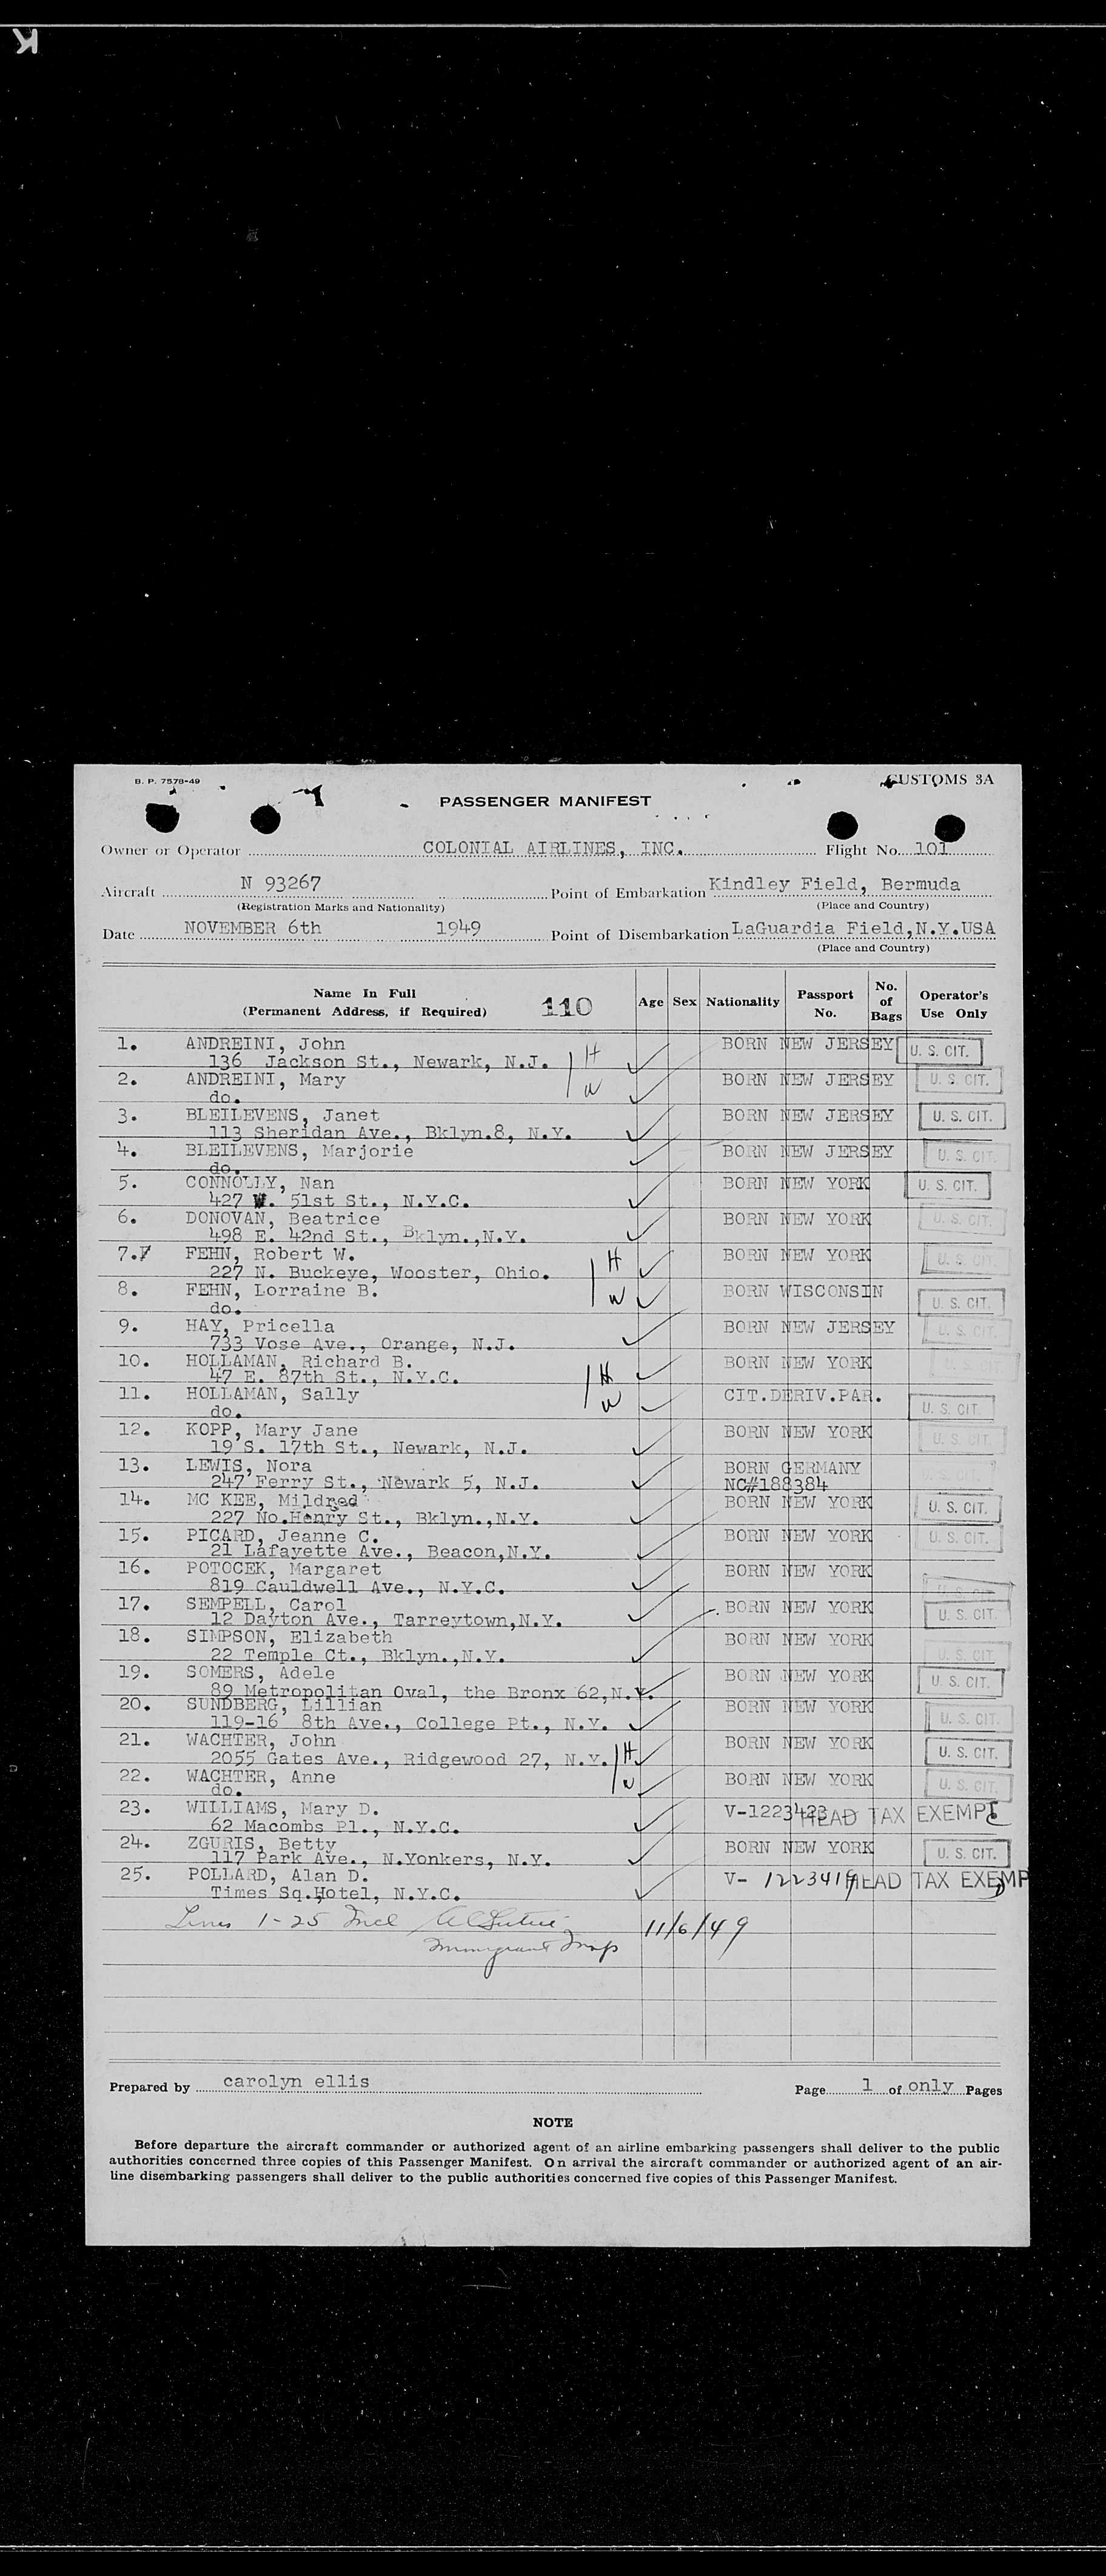 K
B. P. 7578-49
CUSTOMS 3A
PASSENGER MANIFEST
Owner or Operator COLONIAL AIRLINES, INC. Flight No. 101
Aircraft N 93267 Point of Embarkation Kindley Field, Bermuda
(Registration Marks and Nationality) (Place and Country)
Date NOVEMBER 6th 1949 Point of Disembarkation LaGuardia Field,N.Y.USA
(Place and Country)
Name In Full
(Permanent Address, if Required) 110 Age Sex Nationality Passport No. No. of Bags Operator's Use Only
1. ANDREINI, John BORN NEW JERSEY U. S. CIT.
136 Jackson St., Newark, N.J. H
2. ANDREINI, Mary BORN NEW JERSEY U. S. CIT.
do. W
3. BLEILEVENS, Janet BORN NEW JERSEY U. S. CIT.
113 Sheridan Ave., Bklyn.8, N.Y.
4. BLEILEVENS, Marjorie BORN NEW JERSEY U. S. CIT.
do.
5. CONNOLLY, Nan BORN NEW YORK U. S. CIT.
427 W. 51st St., N.Y.C.
6. DONOVAN, Beatrice BORN NEW YORK U. S. CIT.
498 E. 42nd St., Bklyn.,N.Y.
7. FEHN, Robert W. H BORN NEW YORK U. S. CIT.
227 N. Buckeye, Wooster, Ohio.
8. FEHN, Lorraine B. W BORN WISCONSIN U. S. CIT.
do.
9. HAY, Pricella BORN NEW JERSEY U. S. CIT.
733 Vose Ave., Orange, N.J.
10. HOLLAMAN, Richard B. H BORN NEW YORK
47 E. 87th St., N.Y.C.
11. HOLLAMAN, Sally W CIT.DERIV.PAR. U. S. CIT.
do.
12. KOPP, Mary Jane BORN NEW YORK U. S. CIT.
19 S. 17th St., Newark, N.J.
13. LEWIS, Nora BORN GERMANY
247 Ferry St., Newark 5, N.J. NC#188384
14. MC KEE, Mildred BORN NEW YORK U. S. CIT.
227 No.Henry St., Bklyn.,N.Y.
15. PICARD, Jeanne C. BORN NEW YORK U. S. CIT.
21 Lafayette Ave., Beacon,N.Y.
16. POTOCEK, Margaret BORN NEW YORK U. S. CIT.
819 Cauldwell Ave., N.Y.C.
17. SEMPELL, Carol BORN NEW YORK U. S. CIT.
12 Dayton Ave., Tarreytown,N.Y.
18. SIMPSON, Elizabeth BORN NEW YORK U. S. CIT.
22 Temple Ct., Bklyn.,N.Y.
19. SOMERS, Adele BORN NEW YORK U. S. CIT.
89 Metropolitan Oval, the Bronx 62,N.Y.
20. SUNDBERG, Lillian BORN NEW YORK U. S. CIT.
119-16 8th Ave., College Pt., N.Y.
21. WACHTER, John BORN NEW YORK U. S. CIT.
2055 Gates Ave., Ridgewood 27, N.Y. H
22. WACHTER, Anne W BORN NEW YORK U. S. CIT.
do.
23. WILLIAMS, Mary D. V-1223423 HEAD TAX EXEMPT
62 Macombs Pl., N.Y.C.
24. ZGURIS, Betty BORN NEW YORK U. S. CIT.
117 Park Ave., N.Yonkers, N.Y.
25. POLLARD, Alan D. V- 1223419 HEAD TAX EXEMP
Times Sq.Hotel, N.Y.C.
Lines 1-25 Incl 11/6/49
Immigrant Insp
Prepared by carolyn ellis Page 1 of only Pages
NOTE
Before departure the aircraft commander or authorized agent of an airline embarking passengers shall deliver to the public
authorities concerned three copies of this Passenger Manifest. On arrival the aircraft commander or authorized agent of an air-
line disembarking passengers shall deliver to the public authorities concerned five copies of this Passenger Manifest.